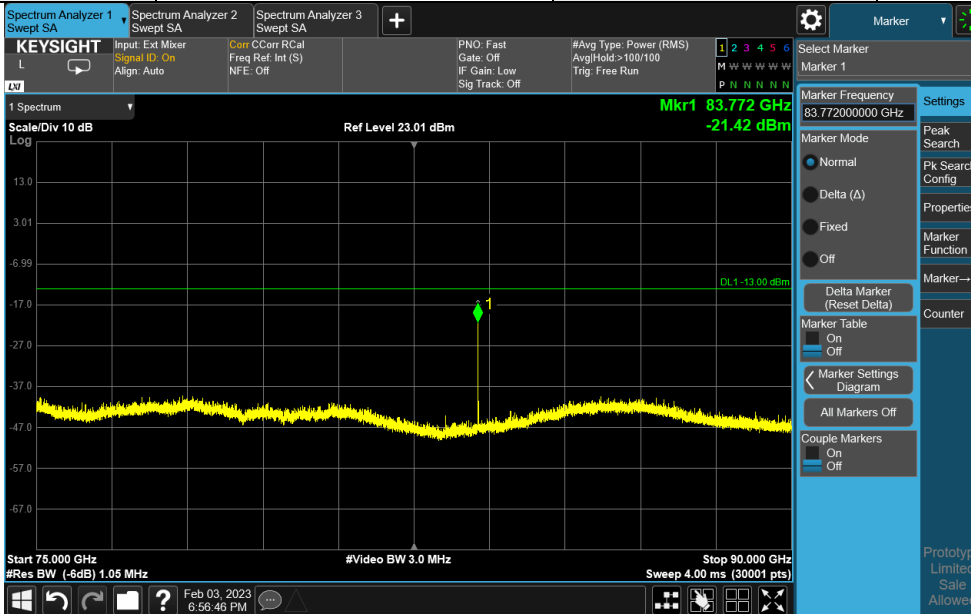 Spectrum Analyzer 1
Swept SA
Spectrum Analyzer 2
Swept SA
Spectrum Analyzer 3
Swept SA
+
Marker
KEYSIGHT
L
LXI
Input: Ext Mixer
Signal ID: On
Align: Auto
Corr CCorr RCal
Freq Ref: Int (S)
NFE: Off
PNO: Fast
Gate: Off
IF Gain: Low
Sig Track: Off
#Avg Type: Power (RMS)
Avg|Hold:>100/100
Trig: Free Run
1 2 3 4 5 6
M W W W W W
P N N N N N
Select Marker
Marker 1
1 Spectrum
Scale/Div 10 dB
Log
Ref Level 23.01 dBm
Mkr1 83.772 GHz
-21.42 dBm
13.0
3.01
-6.99
-17.0
-27.0
-37.0
-47.0
-57.0
-67.0
DL1 -13.00 dBm
1
Start 75.000 GHz
#Res BW (-6dB) 1.05 MHz
#Video BW 3.0 MHz
Stop 90.000 GHz
Sweep 4.00 ms (30001 pts)
Marker Frequency
83.772000000 GHz
Marker Mode
Normal
Delta (Δ)
Fixed
Off
Delta Marker
(Reset Delta)
Marker Table
On
Off
Marker Settings
Diagram
All Markers Off
Couple Markers
On
Off
Settings
Peak
Search
Pk Searc
Config
Propertie
Marker
Function
Marker→
Counter
Prototyp
Limited
Sale
Allowe
?
Feb 03, 2023
6:56:46 PM